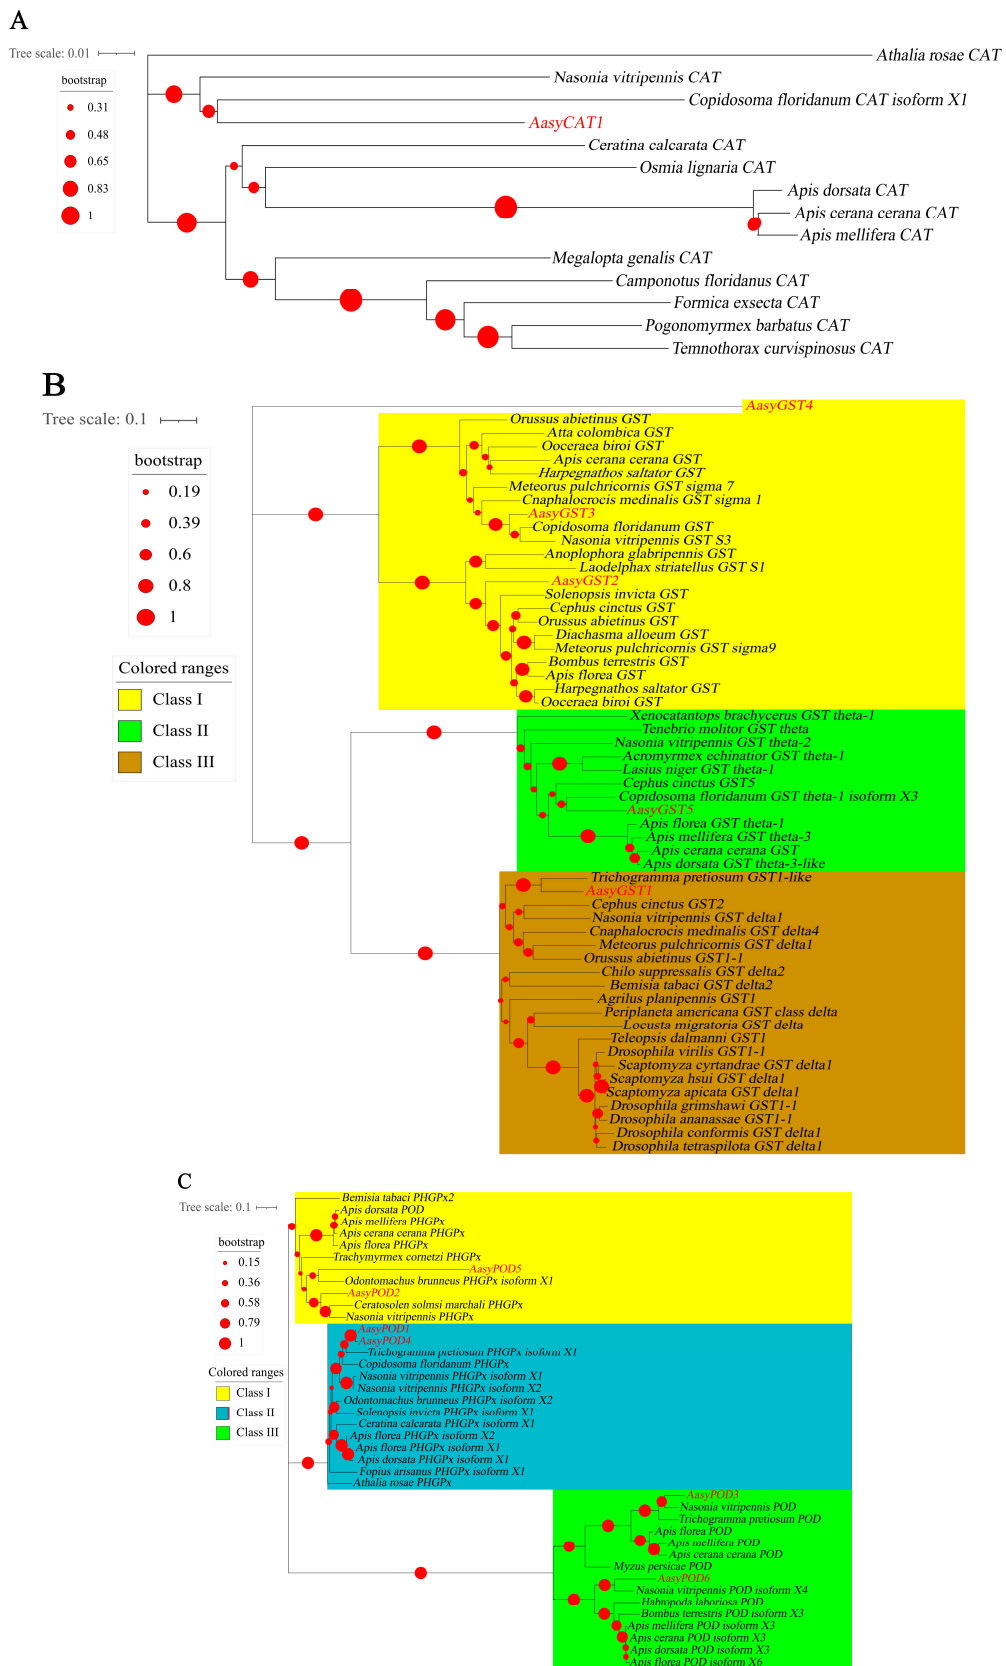 A
Tree scale: 0.01
bootstrap
0.31
0.48
0.65
0.83
1
Athalia rosae CAT
Nasonia vitripennis CAT
Copidosoma floridanum CAT isoform X1
AasyCAT1
Ceratina calcarata CAT
Osmia lignaria CAT
Apis dorsata CAT
Apis cerana cerana CAT
Apis mellifera CAT
Megalopta genalis CAT
Camponotus floridanus CAT
Formica exsecta CAT
Pogonomyrmex barbatus CAT
Temnothorax curvispinosus CAT
B
Tree scale: 0.1
bootstrap
0.19
0.39
0.6
0.8
1
Colored ranges
Class I
Class II
Class III
AasyGST4
Orussus abietinus GST
Atta colombica GST
Ooceraea biroi GST
Apis cerana cerana GST
Harpegnathos saltator GST
Meteorus pulchricornis GST sigma 7
Cnaphalocrocis medinalis GST sigma 1
AasyGST3
Copidosoma floridanum GST
Nasonia vitripennis GST S3
Anoplophora glabripennis GST
Laodelphax striatellus GST S1
AasyGST2
Solenopsis invicta GST
Cephus cinctus GST
Orussus abietinus GST
Diachasma alloeum GST
Meteorus pulchricornis GST sigma9
Bombus terrestris GST
Apis florea GST
Harpegnathos saltator GST
Ooceraea biroi GST
Xenocatantops brachycerus GST theta-1
Tenebrio molitor GST theta
Nasonia vitripennis GST theta-2
Acromyrmex echinatior GST theta-1
Lasius niger GST theta-1
Cephus cinctus GST5
Copidosoma floridanum GST theta-1 isoform X3
AasyGST5
Apis florea GST theta-1
Apis mellifera GST theta-3
Apis cerana cerana GST
Apis dorsata GST theta-3-like
Trichogramma pretiosum GST1-like
AasyGST1
Cephus cinctus GST2
Nasonia vitripennis GST delta1
Cnaphalocrocis medinalis GST delta4
Meteorus pulchricornis GST delta1
Orussus abietinus GST1-1
Chilo suppressalis GST delta2
Bemisia tabaci GST delta2
Agrilus planipennis GST1
Periplaneta americana GST class delta
Locusta migratoria GST delta
Teleopsis dalmanni GST1
Drosophila virilis GST1-1
Scaptomyza cyrtandrae GST delta1
Scaptomyza hsui GST delta1
Scaptomyza apicata GST delta1
Drosophila grimshawi GST1-1
Drosophila ananassae GST1-1
Drosophila conformis GST delta1
Drosophila tetraspilota GST delta1
C
Tree scale: 0.1
bootstrap
0.15
0.36
0.58
0.79
1
Colored ranges
Class I
Class II
Class III
Bemisia tabaci PHGPx2
Apis dorsata POD
Apis mellifera PHGPx
Apis cerana cerana PHGPx
Apis florea PHGPx
Trachymyrmex cornetzi PHGPx
AasyPOD5
Odontomachus brunneus PHGPx isoform X1
AasyPOD2
Ceratosolen solmsi marchali PHGPx
Nasonia vitripennis PHGPx
AasyPOD1
AasyPOD4
Trichogramma pretiosum PHGPx isoform X1
Copidosoma floridanum PHGPx
Nasonia vitripennis PHGPx isoform X1
Nasonia vitripennis PHGPx isoform X2
Odontomachus brunneus PHGPx isoform X2
Solenopsis invicta PHGPx isoform X1
Ceratina calcarata PHGPx isoform X1
Apis florea PHGPx isoform X2
Apis florea PHGPx isoform X1
Apis dorsata PHGPx isoform X1
Fopius arisanus PHGPx isoform X1
Athalia rosae PHGPx
AasyPOD3
Nasonia vitripennis POD
Trichogramma pretiosum POD
Apis florea POD
Apis mellifera POD
Apis cerana cerana POD
Myzus persicae POD
AasyPOD6
Nasonia vitripennis POD isoform X4
Habropoda laboriosa POD
Bombus terrestris POD isoform X3
Apis mellifera POD isoform X3
Apis cerana POD isoform X3
Apis dorsata POD isoform X3
Apis florea POD isoform X6